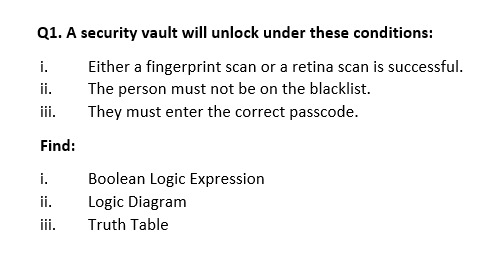 Q1. A security vault will unlock under these conditions:
i. Either a fingerprint scan or a retina scan is successful.
ii. The person must not be on the blacklist.
iii. They must enter the correct passcode.
Find:
i. Boolean Logic Expression
ii. Logic Diagram
iii. Truth Table